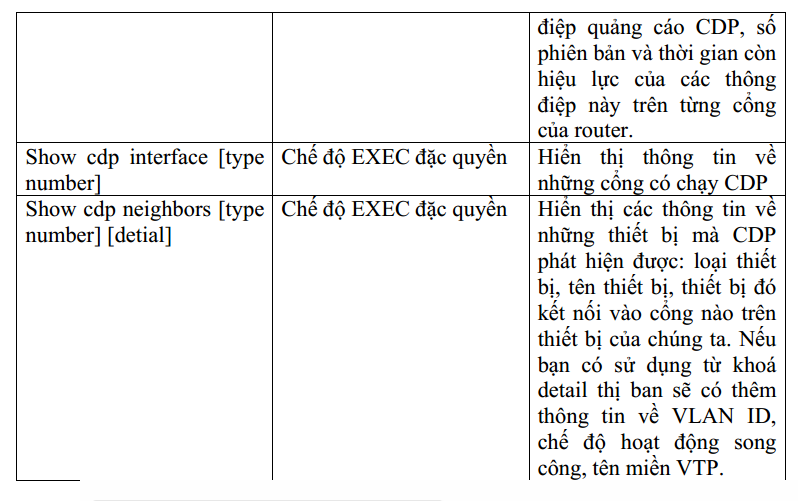 điệp quảng cáo CDP, số
phiên bản và thời gian còn
hiệu lực của các thông
điệp này trên từng cổng
của router.
Show cdp interface [type
number]
Chế độ EXEC đặc quyền
Hiển thị thông tin về
những cổng có chạy CDP
Show cdp neighbors [type
number] [detial]
Chế độ EXEC đặc quyền
Hiển thị các thông tin về
những thiết bị mà CDP
phát hiện được: loại thiết
bị, tên thiết bị, thiết bị đó
kết nối vào cổng nào trên
thiết bị của chúng ta. Nếu
bạn có sử dụng từ khoá
detail thì ban sẽ có thêm
thông tin về VLAN ID,
chế độ hoạt động song
công, tên miền VTP.